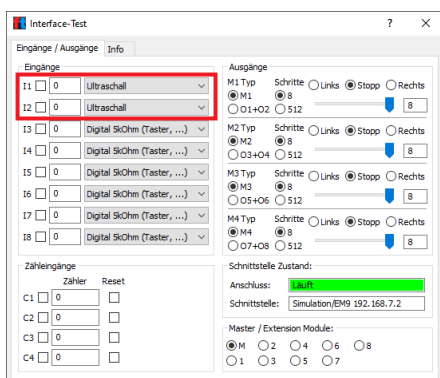 Interface-Test ? ×
Eingänge / Ausgänge Info
Eingänge
I1 0 Ultraschall
I2 0 Ultraschall
I3 0 Digital 5kOhm (Taster, ...)
I4 0 Digital 5kOhm (Taster, ...)
I5 0 Digital 5kOhm (Taster, ...)
I6 0 Digital 5kOhm (Taster, ...)
I7 0 Digital 5kOhm (Taster, ...)
I8 0 Digital 5kOhm (Taster, ...)
Zähleingänge
Zähler Reset
C1 0
C2 0
C3 0
C4 0
Ausgänge
M1 Typ Schritte Links Stopp Rechts
M1 8
O1+O2 512 8
M2 Typ Schritte Links Stopp Rechts
M2 8
O3+O4 512 8
M3 Typ Schritte Links Stopp Rechts
M3 8
O5+O6 512 8
M4 Typ Schritte Links Stopp Rechts
M4 8
O7+O8 512 8
Schnittstelle Zustand:
Anschluss: Läuft
Schnittstelle: Simulation/EM9 192.168.7.2
Master / Extension Module:
M 2 4 6 8
1 3 5 7